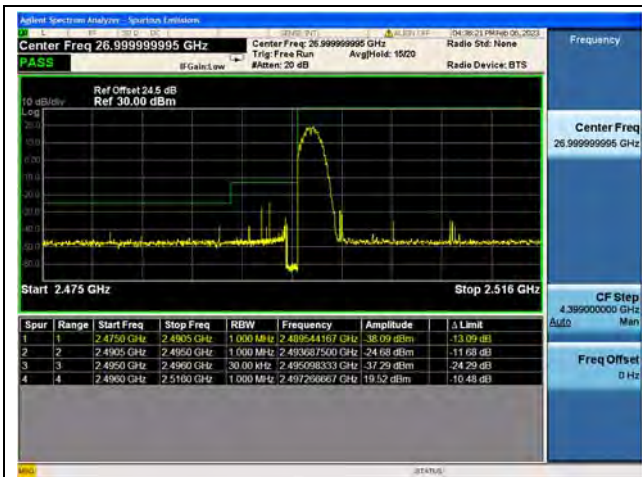 Agilent Spectrum Analyzer - Spurious Emissions
04:38:21 PM Feb 06, 2023
Center Freq 26.999999995 GHz
Center Freq: 26.999999995 GHz
Radio Std: None
Trig: Free Run
Avg|Hold: 15/20
PASS
IFGain:Low
#Atten: 20 dB
Radio Device: BTS
Frequency
Ref Offset 24.5 dB
10 dB/div
Ref 30.00 dBm
Log
Center Freq
26.999999995 GHz
Start 2.475 GHz
Stop 2.516 GHz
CF Step
4.399000000 GHz
Auto Man
Freq Offset
0 Hz
Spur Range Start Freq Stop Freq RBW Frequency Amplitude Δ Limit
1 1 2.4750 GHz 2.4905 GHz 1.000 MHz 2.489544167 GHz -38.09 dBm -13.09 dB
2 2 2.4905 GHz 2.4950 GHz 1.000 MHz 2.493687500 GHz -24.68 dBm -11.68 dB
3 3 2.4950 GHz 2.4960 GHz 30.00 kHz 2.495098333 GHz -37.29 dBm -24.29 dB
4 4 2.4960 GHz 2.5160 GHz 1.000 MHz 2.497266667 GHz 19.52 dBm -10.48 dB
MSG
STATUS